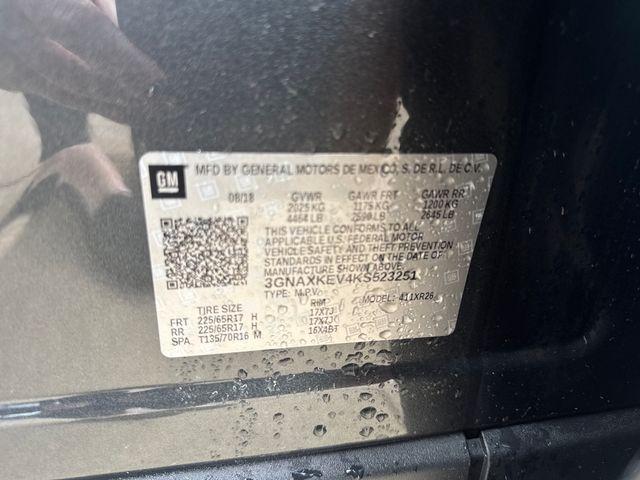 GM
MFD BY GENERAL MOTORS DE MEXICO, S. DE R.L. DE C.V.
08/18 GVWR GAWR FRT GAWR RR
2025 KG 1175 KG 1200 KG
4464 LB 2590 LB 2645 LB
THIS VEHICLE CONFORMS TO ALL
APPLICABLE U.S. FEDERAL MOTOR
VEHICLE SAFETY AND THEFT PREVENTION
STANDARDS IN EFFECT ON THE DATE OF
MANUFACTURE SHOWN ABOVE.
3GNAXKEV4KS523251
TYPE: M.P.V. MODEL: 411XR26
TIRE SIZE RIM
FRT 225/65R17 H 17X7J
RR 225/65R17 H 17X7J
SPA T135/70R16 M 16X4BT